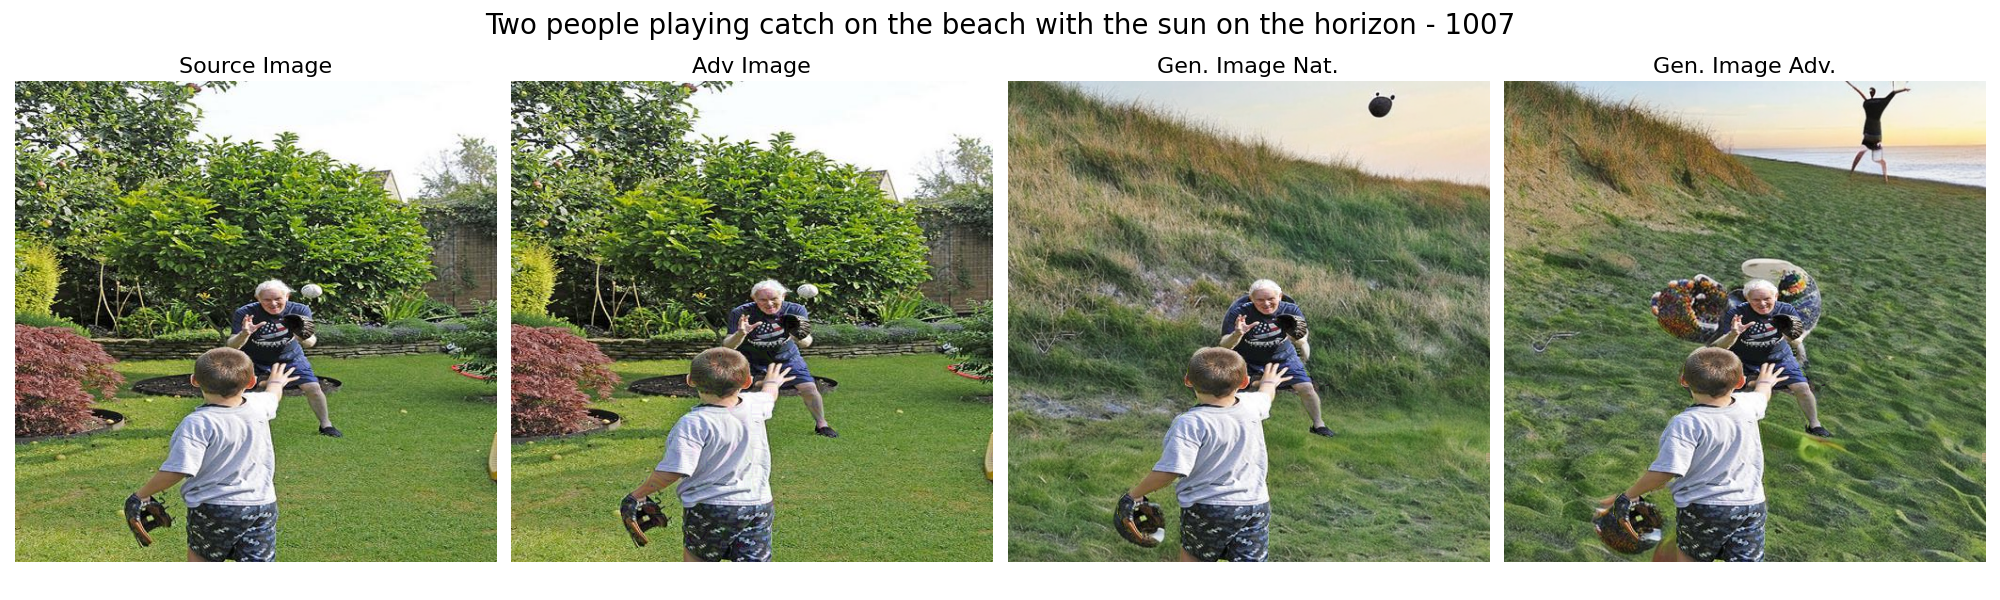 Two people playing catch on the beach with the sun on the horizon - 1007
Source Image
Adv Image
Gen. Image Nat.
Gen. Image Adv.